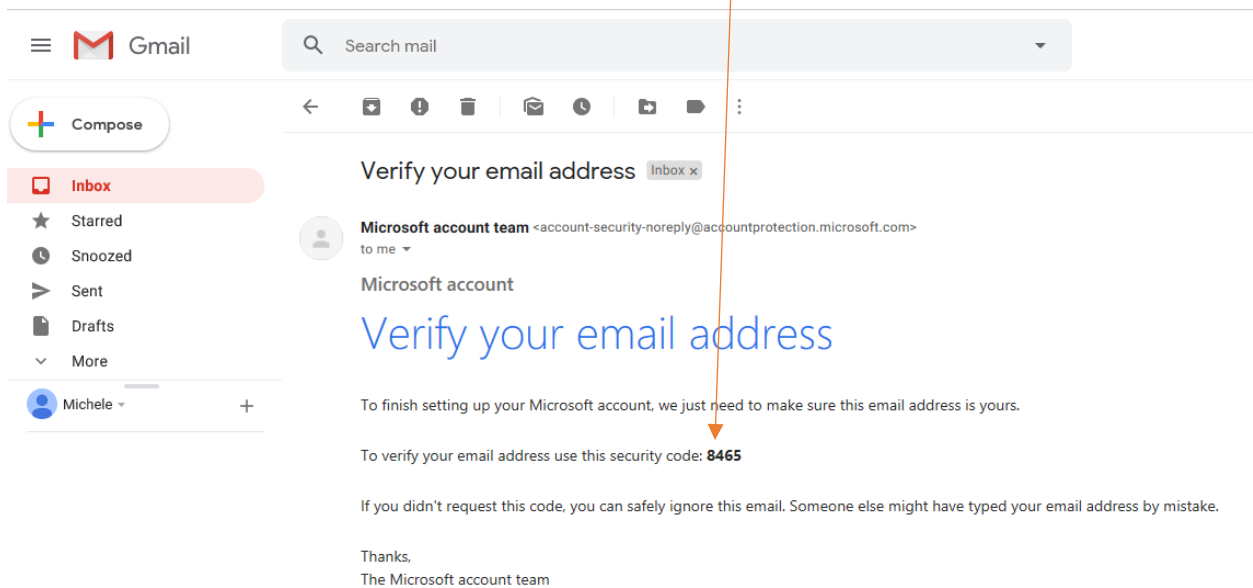 Gmail
Search mail
Compose
Verify your email address Inbox x
Inbox
Starred
Snoozed
Sent
Drafts
More
Michele
Microsoft account team <account-security-noreply@accountprotection.microsoft.com>
to me
Microsoft account
Verify your email address
To finish setting up your Microsoft account, we just need to make sure this email address is yours.
To verify your email address use this security code: 8465
If you didn't request this code, you can safely ignore this email. Someone else might have typed your email address by mistake.
Thanks,
The Microsoft account team